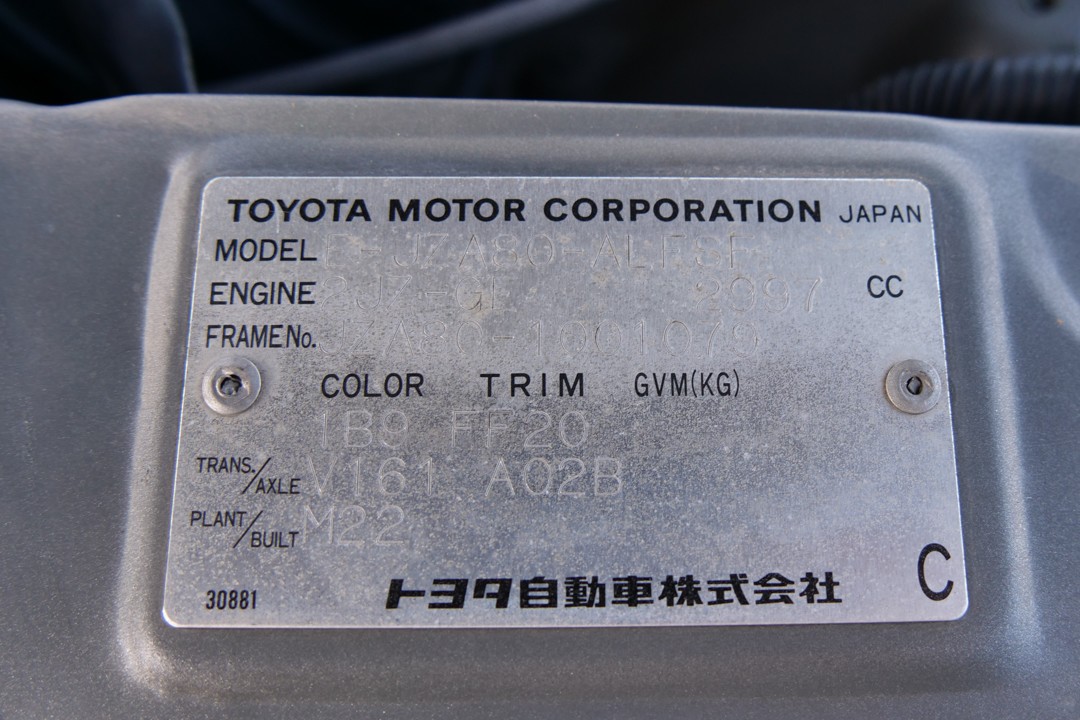 TOYOTA MOTOR CORPORATION JAPAN
MODEL E-JZA80-ALFSF
ENGINE 2JZ-GE 2997 CC
FRAME No.
COLOR TRIM GVM(KG)
1B9 FF20
TRANS./AXLE V161 A02B
PLANT/BUILT M22
C
30881 トヨタ自動車株式会社